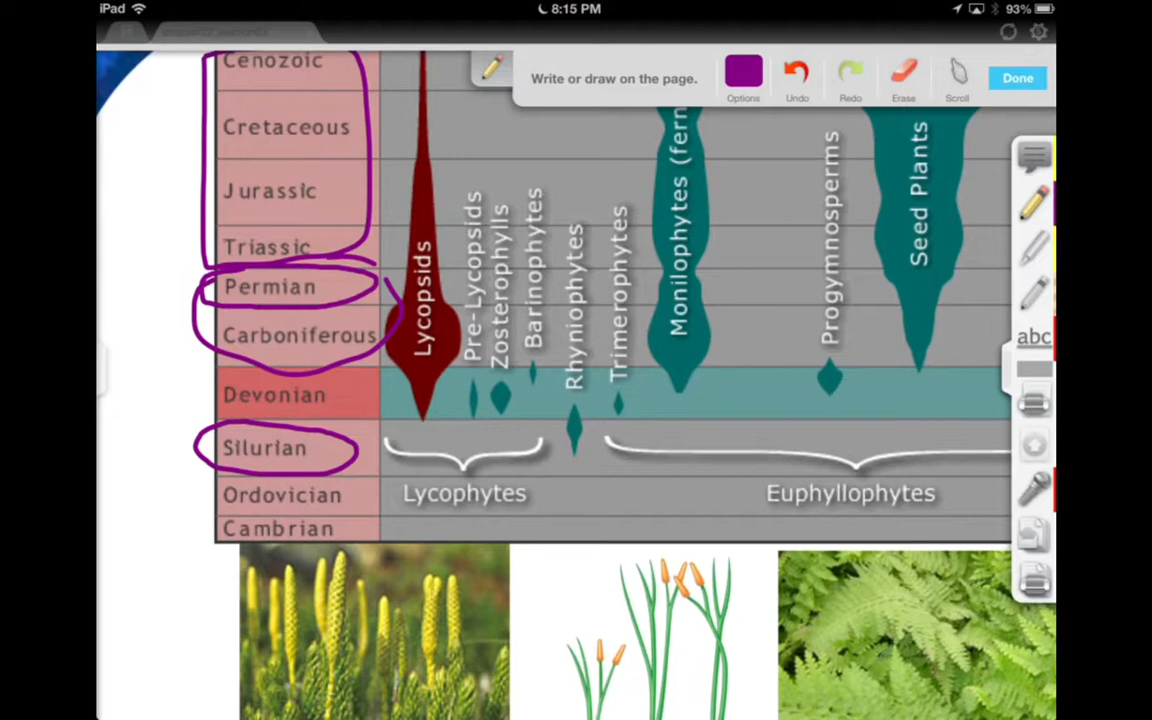 iPad
8:15 PM
93%
Write or draw on the page.
Options
Undo
Redo
Erase
Scroll
Done
Cenozoic
Cretaceous
Jurassic
Triassic
Permian
Carboniferous
Devonian
Silurian
Ordovician
Cambrian
Lycopsids
Pre-Lycopsids
Zosterophylls
Barinophytes
Rhyniophytes
Trimerophytes
Monilophytes (fern
Progymnosperms
Seed Plants
Lycophytes
Euphyllophytes
abc